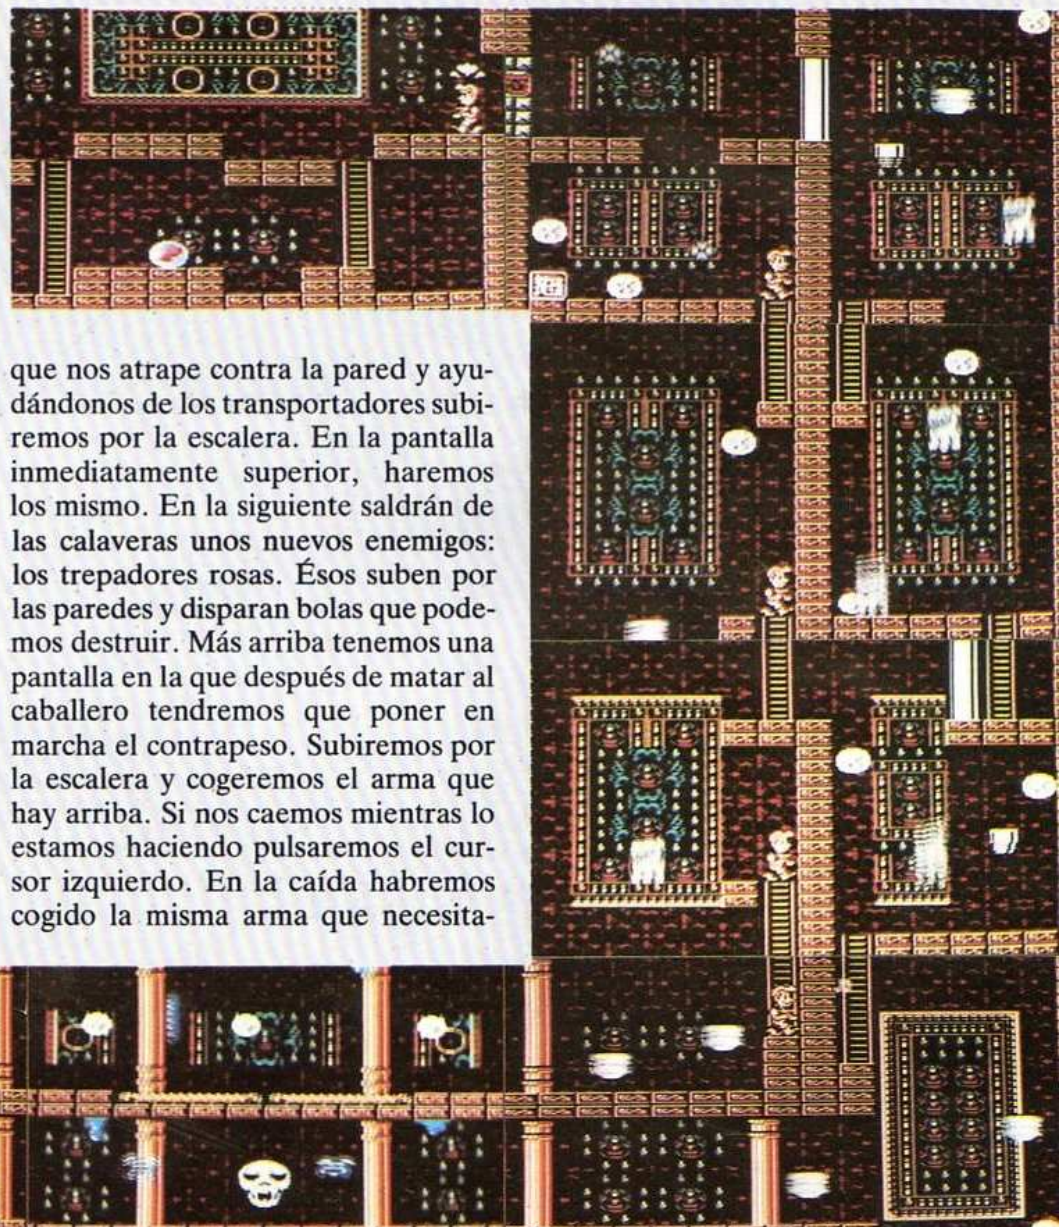 que nos atrape contra la pared y ayu-
dándonos de los transportadores subi-
remos por la escalera. En la pantalla
inmediatamente superior, haremos
los mismo. En la siguiente saldrán de
las calaveras unos nuevos enemigos:
los trepadores rosas. Ésos suben por
las paredes y disparan bolas que pode-
mos destruir. Más arriba tenemos una
pantalla en la que después de matar al
caballero tendremos que poner en
marcha el contrapeso. Subiremos por
la escalera y cogeremos el arma que
hay arriba. Si nos caemos mientras lo
estamos haciendo pulsaremos el cur-
sor izquierdo. En la caída habremos
cogido la misma arma que necesita-